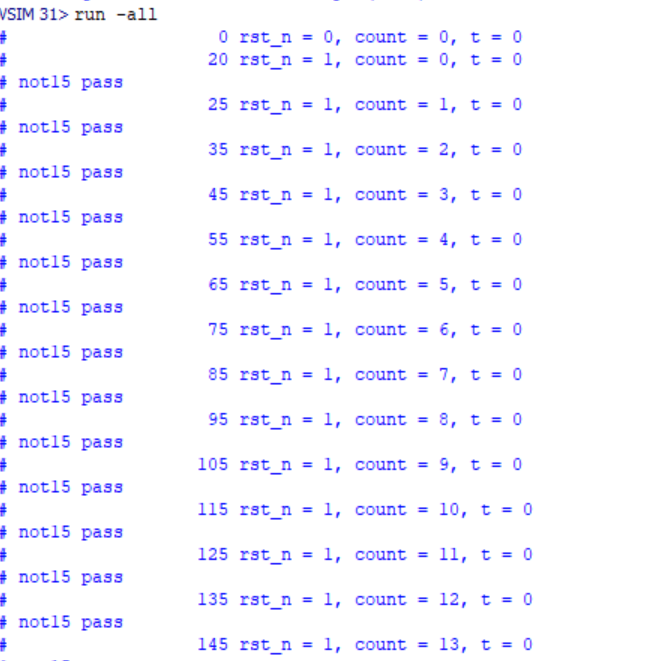 VSIM 31> run -all
# 0 rst_n = 0, count = 0, t = 0
# 20 rst_n = 1, count = 0, t = 0
# not15 pass
# 25 rst_n = 1, count = 1, t = 0
# not15 pass
# 35 rst_n = 1, count = 2, t = 0
# not15 pass
# 45 rst_n = 1, count = 3, t = 0
# not15 pass
# 55 rst_n = 1, count = 4, t = 0
# not15 pass
# 65 rst_n = 1, count = 5, t = 0
# not15 pass
# 75 rst_n = 1, count = 6, t = 0
# not15 pass
# 85 rst_n = 1, count = 7, t = 0
# not15 pass
# 95 rst_n = 1, count = 8, t = 0
# not15 pass
# 105 rst_n = 1, count = 9, t = 0
# not15 pass
# 115 rst_n = 1, count = 10, t = 0
# not15 pass
# 125 rst_n = 1, count = 11, t = 0
# not15 pass
# 135 rst_n = 1, count = 12, t = 0
# not15 pass
# 145 rst_n = 1, count = 13, t = 0